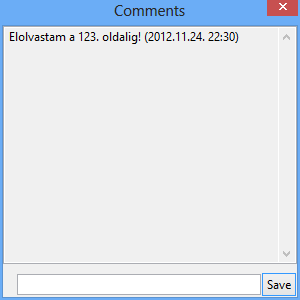 Comments
Elolvastam a 123. oldalig! (2012.11.24. 22:30)
Save